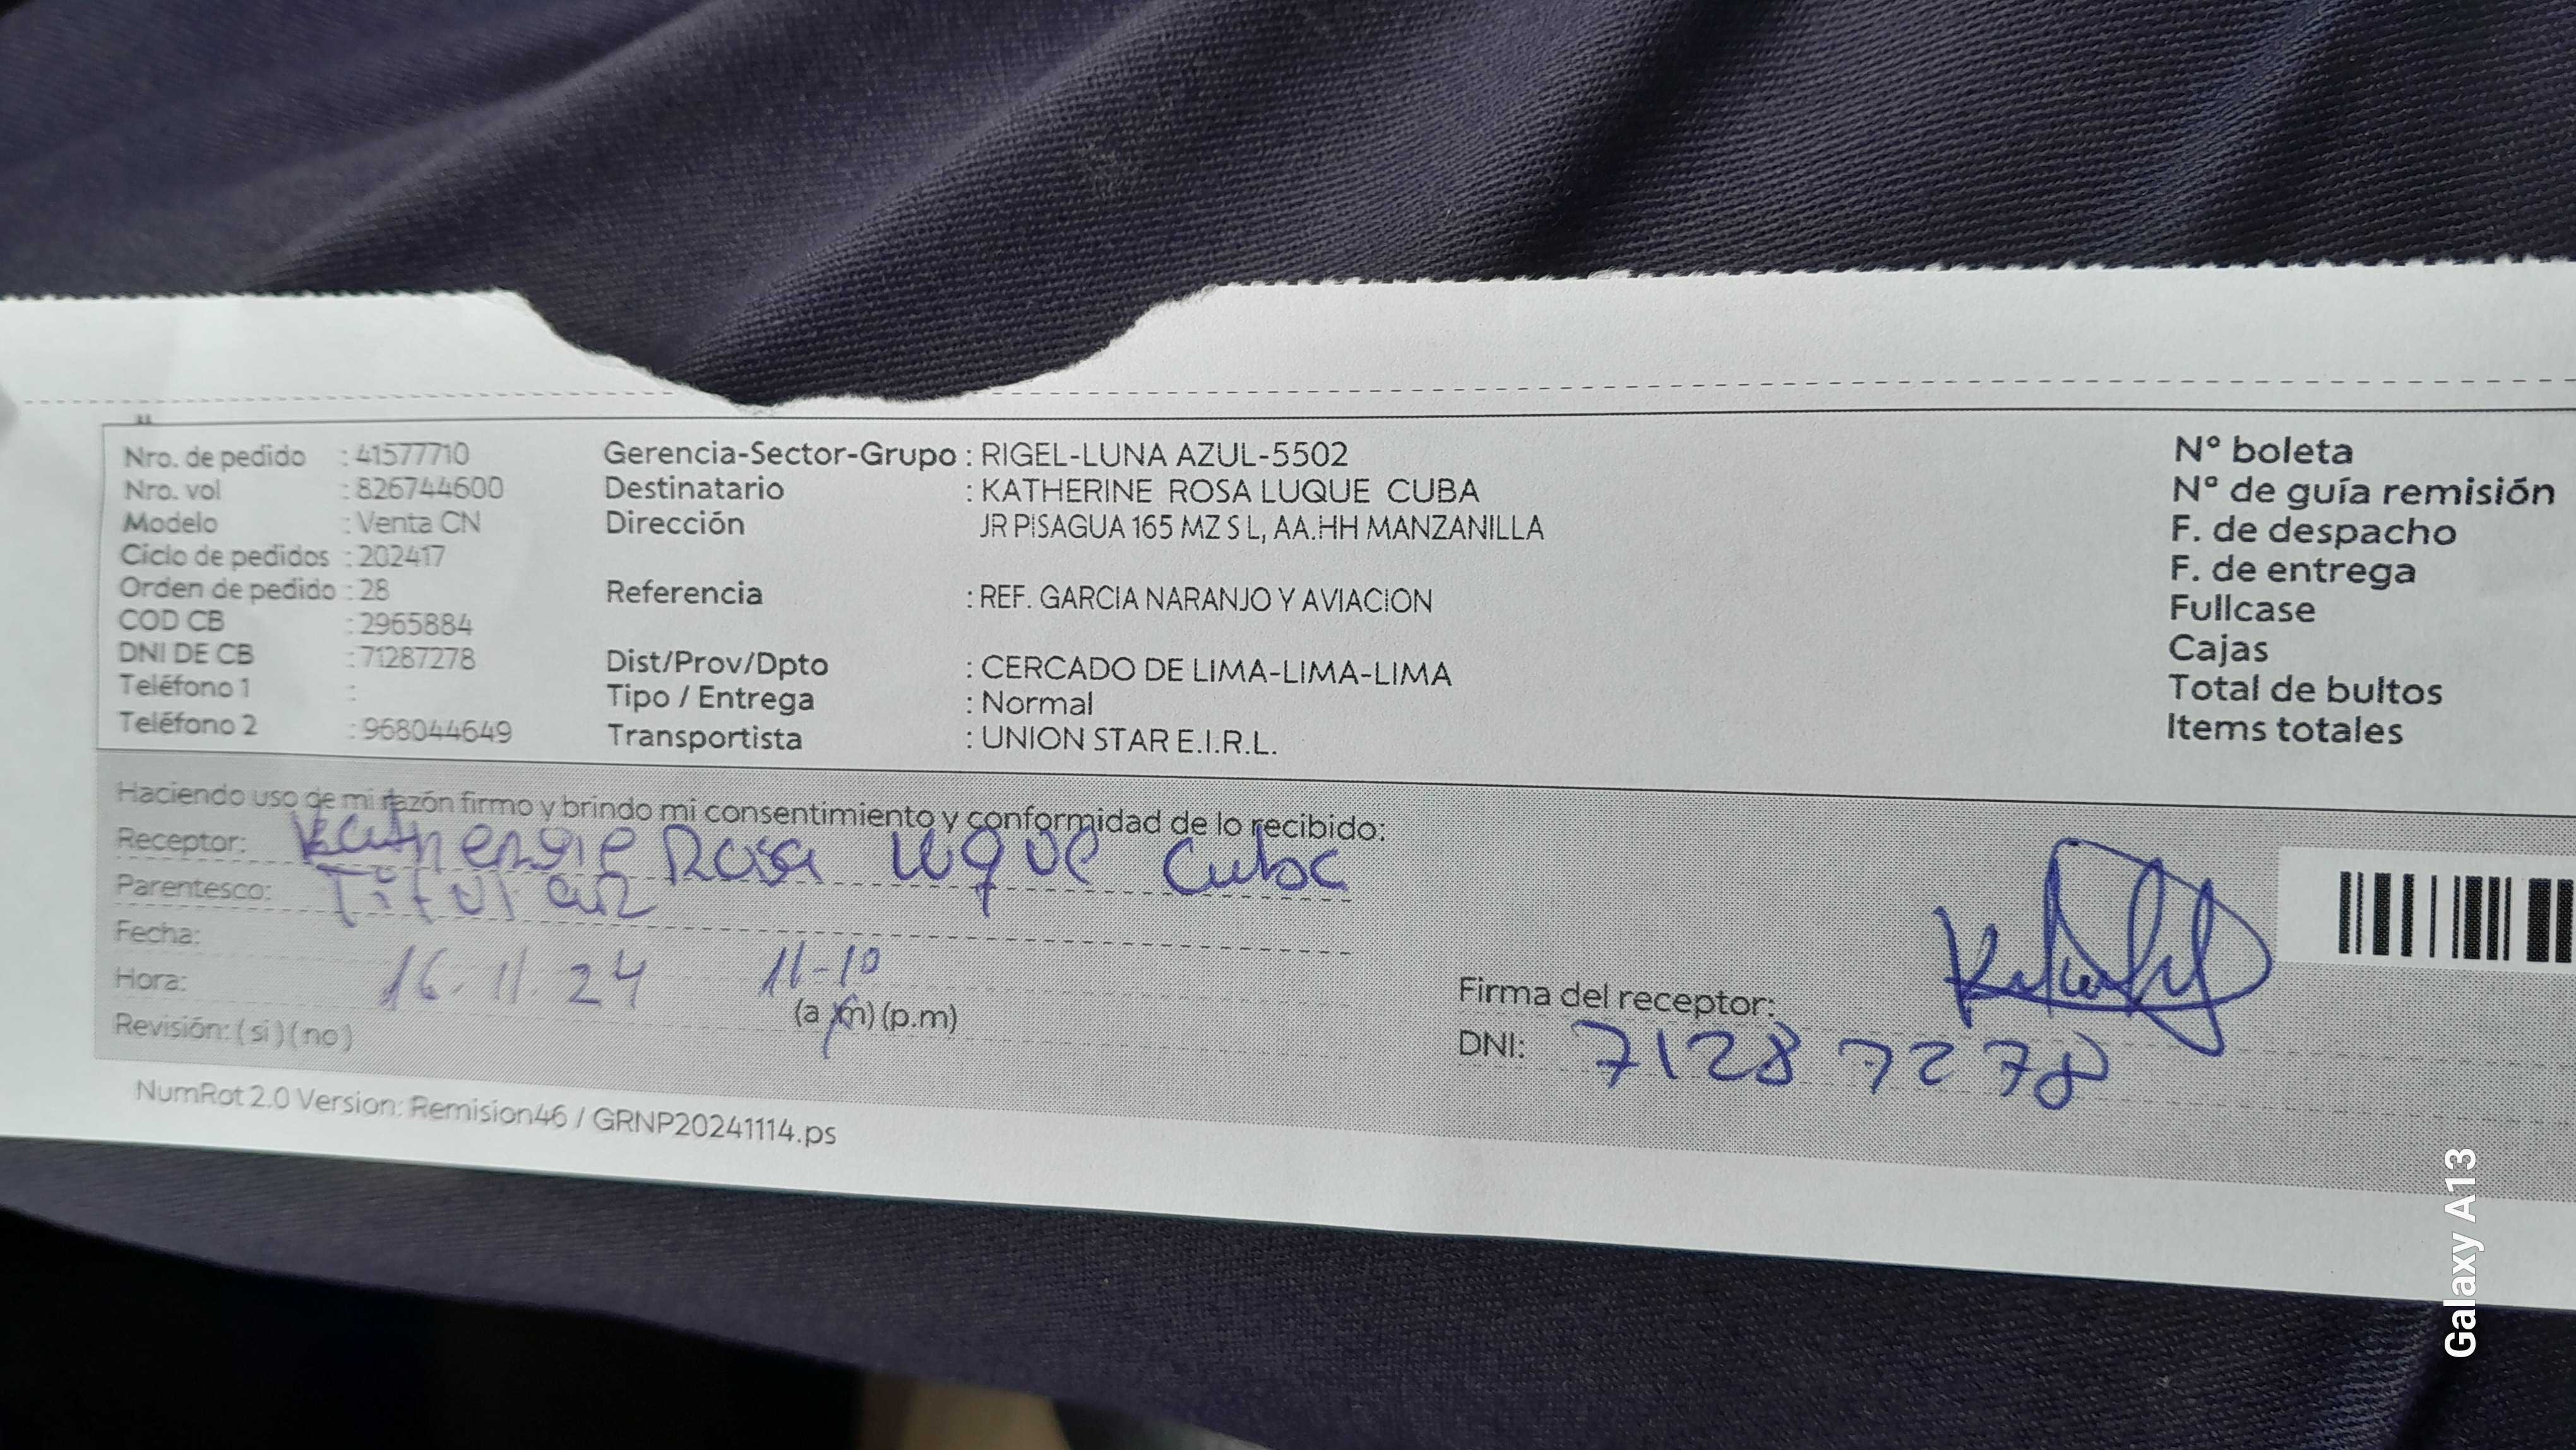 Nro. de pedido : 41577710
Nro. vol : 826744600
Modelo : Venta CN
Ciclo de pedidos : 202417
Orden de pedido : 28
COD CB : 2965884
DNI DE CB : 71287278
Teléfono 1 :
Teléfono 2 : 968044649
Gerencia-Sector-Grupo : RIGEL-LUNA AZUL-5502
Destinatario : KATHERINE ROSA LUQUE CUBA
Dirección JR PISAGUA 165 MZ S L, AA.HH MANZANILLA
Referencia : REF. GARCIA NARANJO Y AVIACION
Dist/Prov/Dpto : CERCADO DE LIMA-LIMA-LIMA
Tipo / Entrega : Normal
Transportista : UNION STAR E.I.R.L.
N° boleta
N° de guía remisión
F. de despacho
F. de entrega
Fullcase
Cajas
Total de bultos
Items totales
Haciendo uso de mi razón firmo y brindo mi consentimiento y conformidad de lo recibido:
Receptor: Rosa Luque Cuba
Parentesco: Titular
Fecha:
16.11.24 11-10
Hora: (a.m) (p.m)
Revisión: (si) (no)
Firma del receptor:
DNI: 71287278
NumRot 2.0 Version: Remision46 / GRNP20241114.ps
Galaxy A13